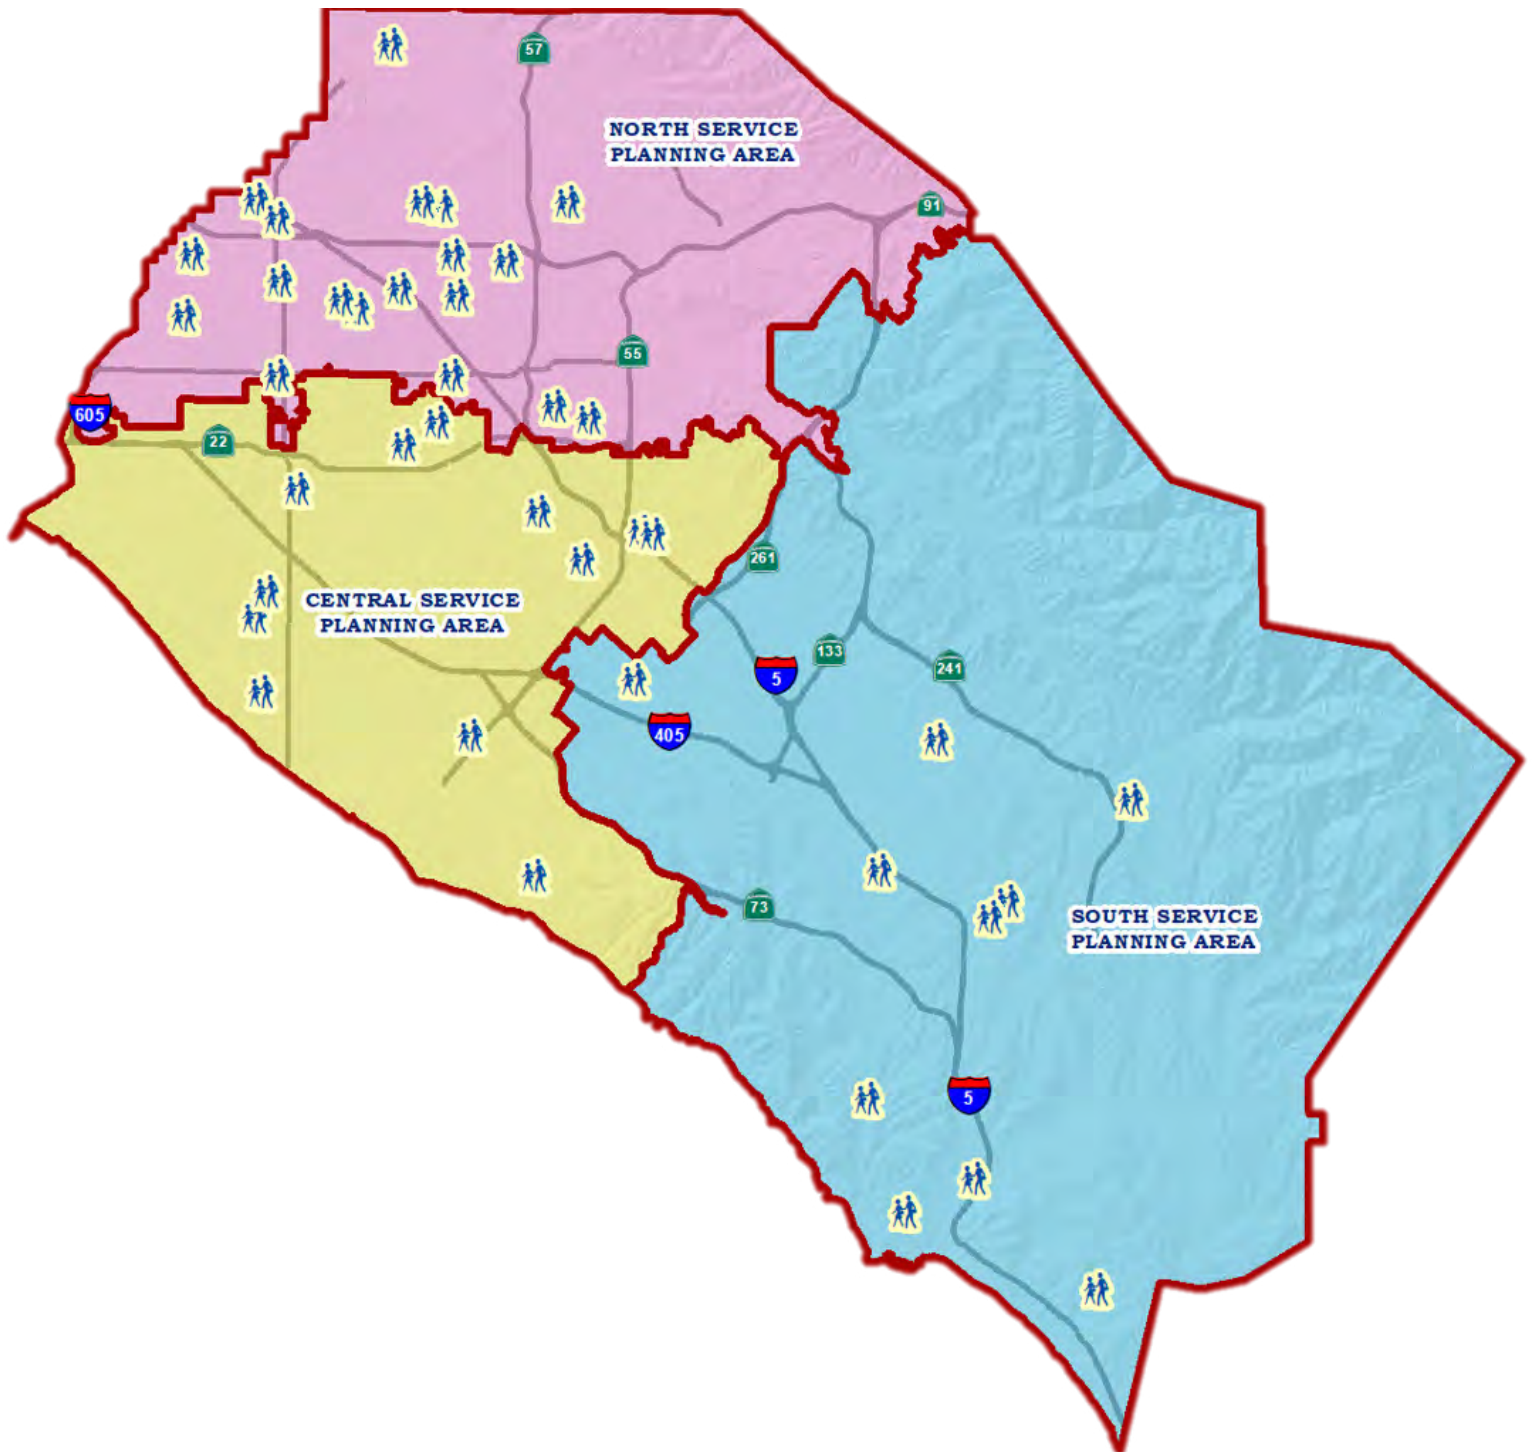 57
NORTH SERVICE
PLANNING AREA
91
55
605
22
261
CENTRAL SERVICE
PLANNING AREA
133
241
5
405
73
SOUTH SERVICE
PLANNING AREA
5